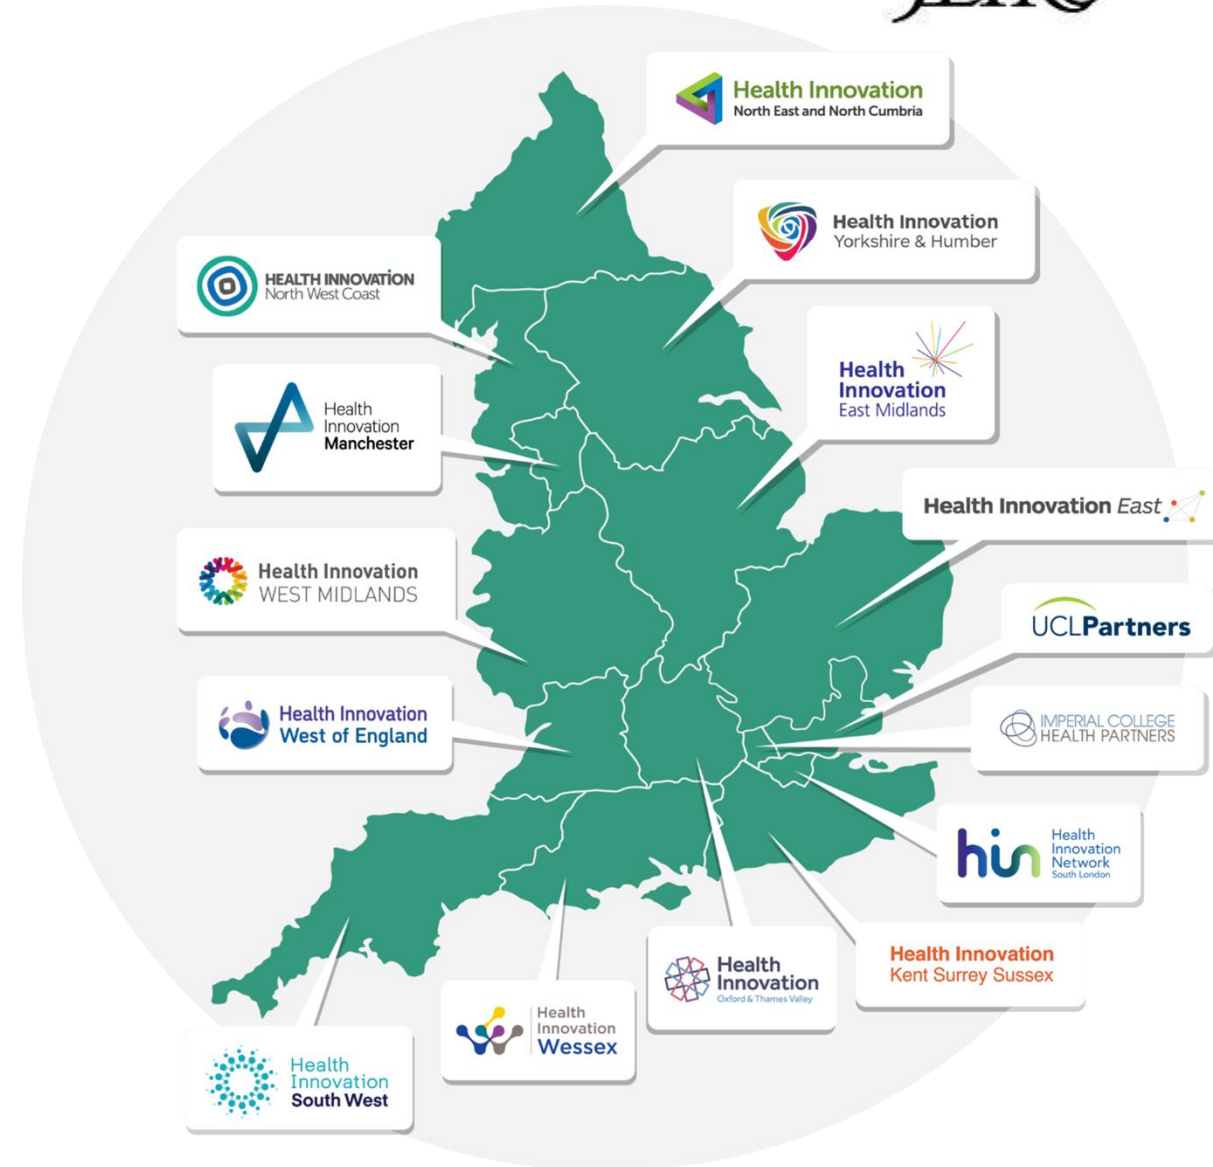 Health Innovation
North East and North Cumbria
Health Innovation
Yorkshire & Humber
HEALTH INNOVATION
North West Coast
Health
Innovation
East Midlands
Health
Innovation
Manchester
Health Innovation East
Health Innovation
WEST MIDLANDS
UCLPartners
Health Innovation
West of England
IMPERIAL COLLEGE
HEALTH PARTNERS
hin
Health
Innovation
Network
South London
Health Innovation
Kent Surrey Sussex
Health
Innovation
Oxford & Thames Valley
Health
Innovation
Wessex
Health
Innovation
South West